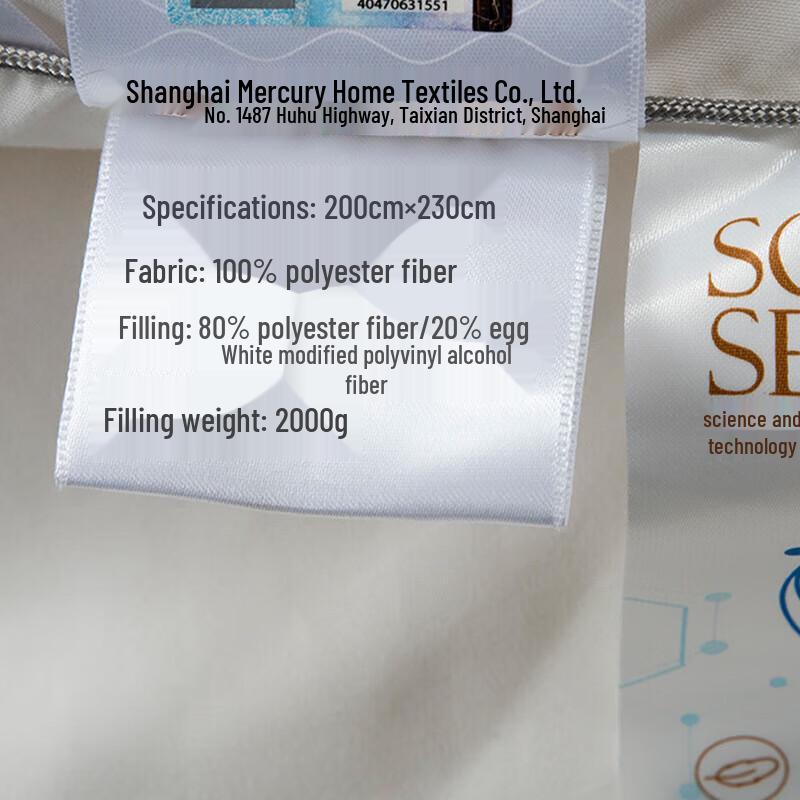 40470631551
Shanghai Mercury Home Textiles Co., Ltd.
No. 1487 Huhu Highway, Taixian District, Shanghai
Specifications: 200cm×230cm
Fabric: 100% polyester fiber
Filling: 80% polyester fiber/20% egg
White modified polyvinyl alcohol
fiber
Filling weight: 2000g
SC
SE
science and
technology